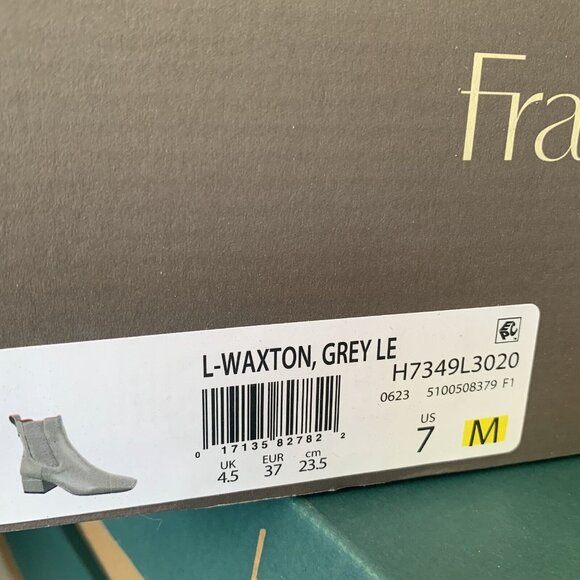 Fra
L-WAXTON, GREY LE
H7349L3020
0623 5100508379 F1
0 17135 82782 2
UK EUR cm
4.5 37 23.5
US
7 M